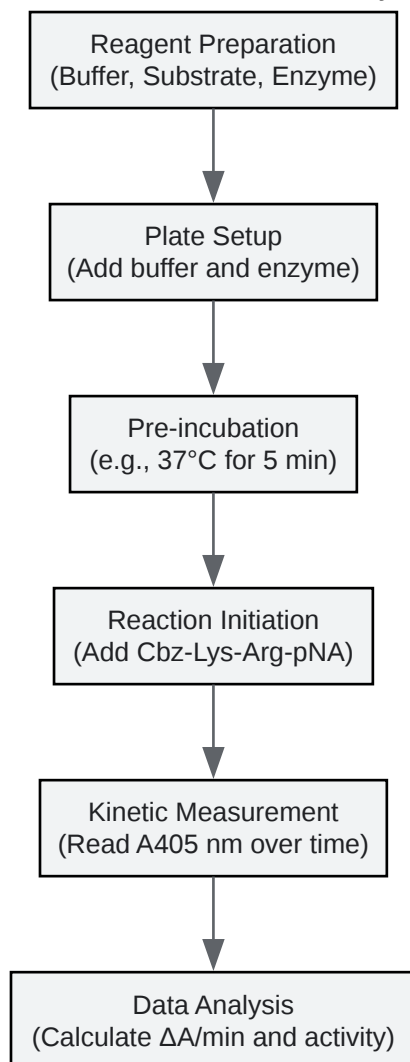 Reagent Preparation
(Buffer, Substrate, Enzyme)
Plate Setup
(Add buffer and enzyme)
Pre-incubation
(e.g., 37°C for 5 min)
Reaction Initiation
(Add Cbz-Lys-Arg-pNA)
Kinetic Measurement
(Read A405 nm over time)
Data Analysis
(Calculate ΔA/min and activity)